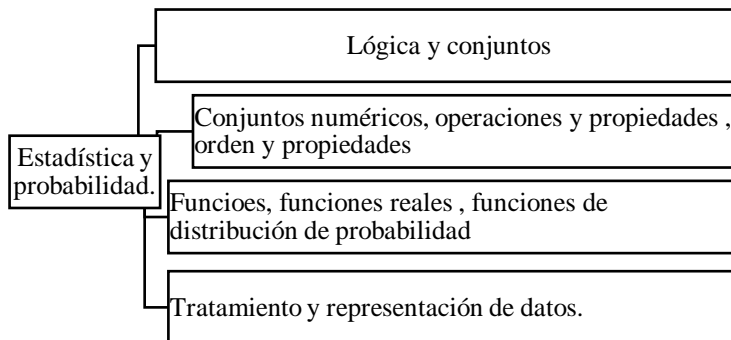 Lógica y conjuntos
Conjuntos numéricos, operaciones y propiedades ,
orden y propiedades
Estadística y
probabilidad.
Funcioes, funciones reales , funciones de
distribución de probabilidad
Tratamiento y representación de datos.